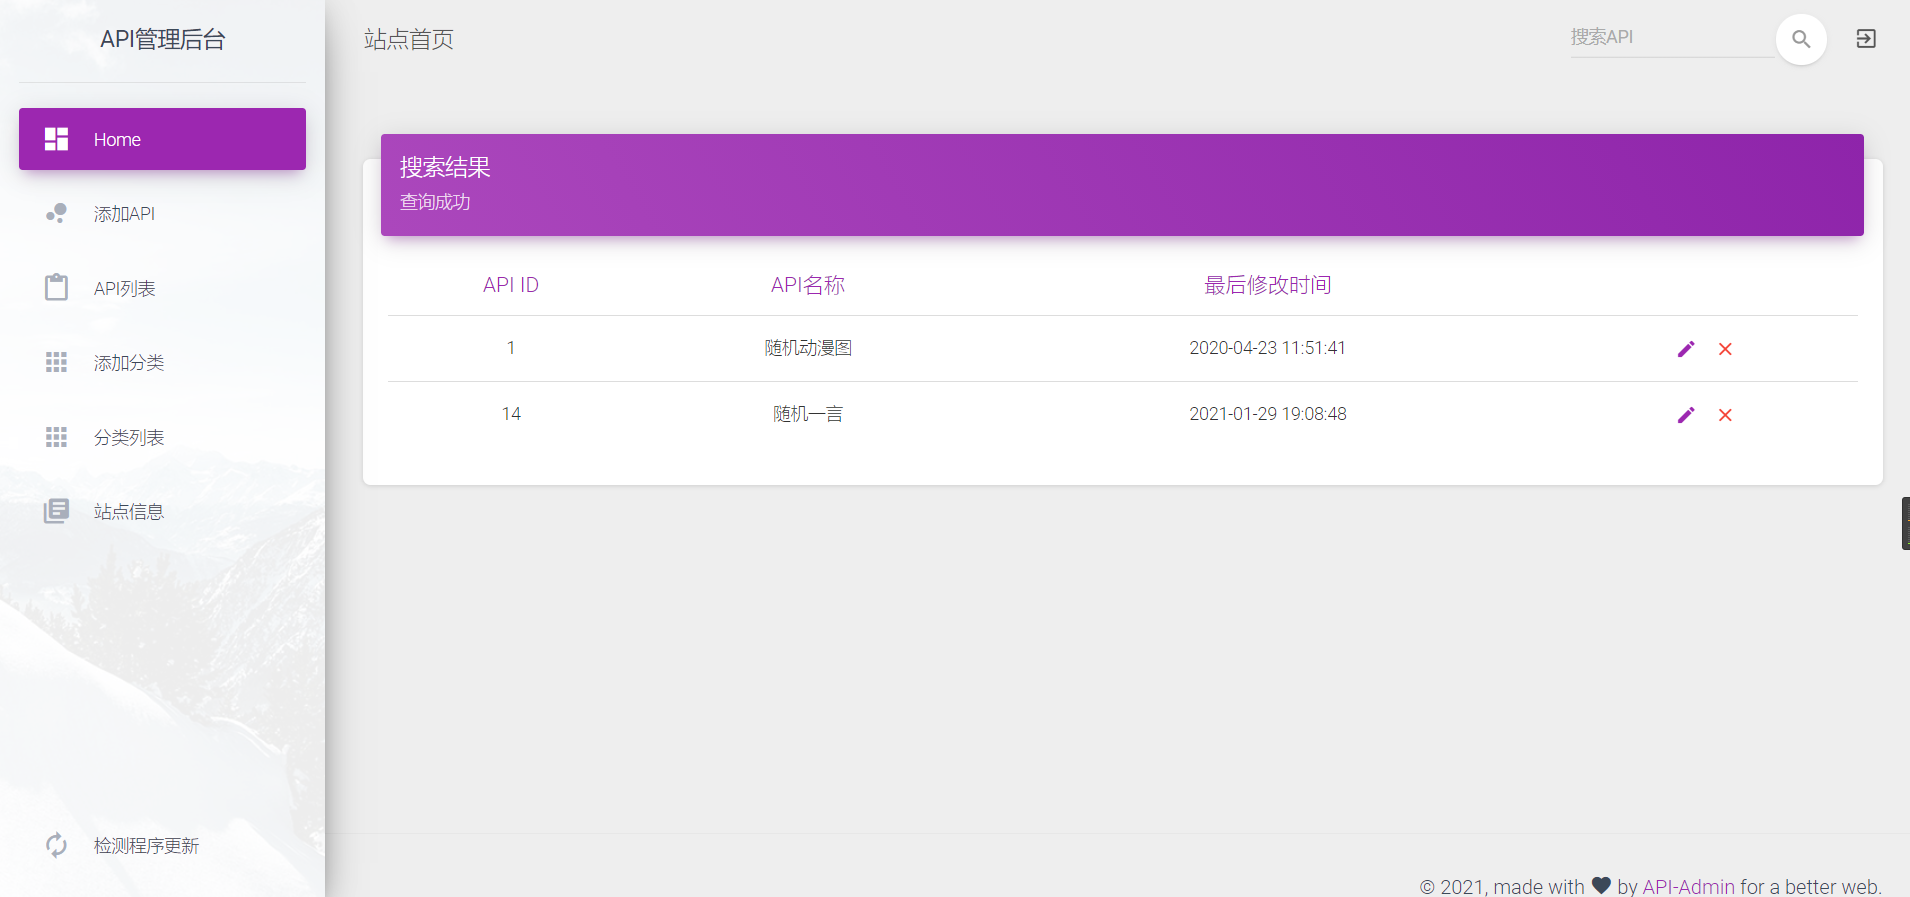 API管理后台
Home
添加API
API列表
添加分类
分类列表
站点信息
检测程序更新
站点首页
搜索API
搜索结果
查询成功
API ID API名称 最后修改时间
1 随机动漫图 2020-04-23 11:51:41
14 随机一言 2021-01-29 19:08:48
© 2021, made with by API-Admin for a better web.